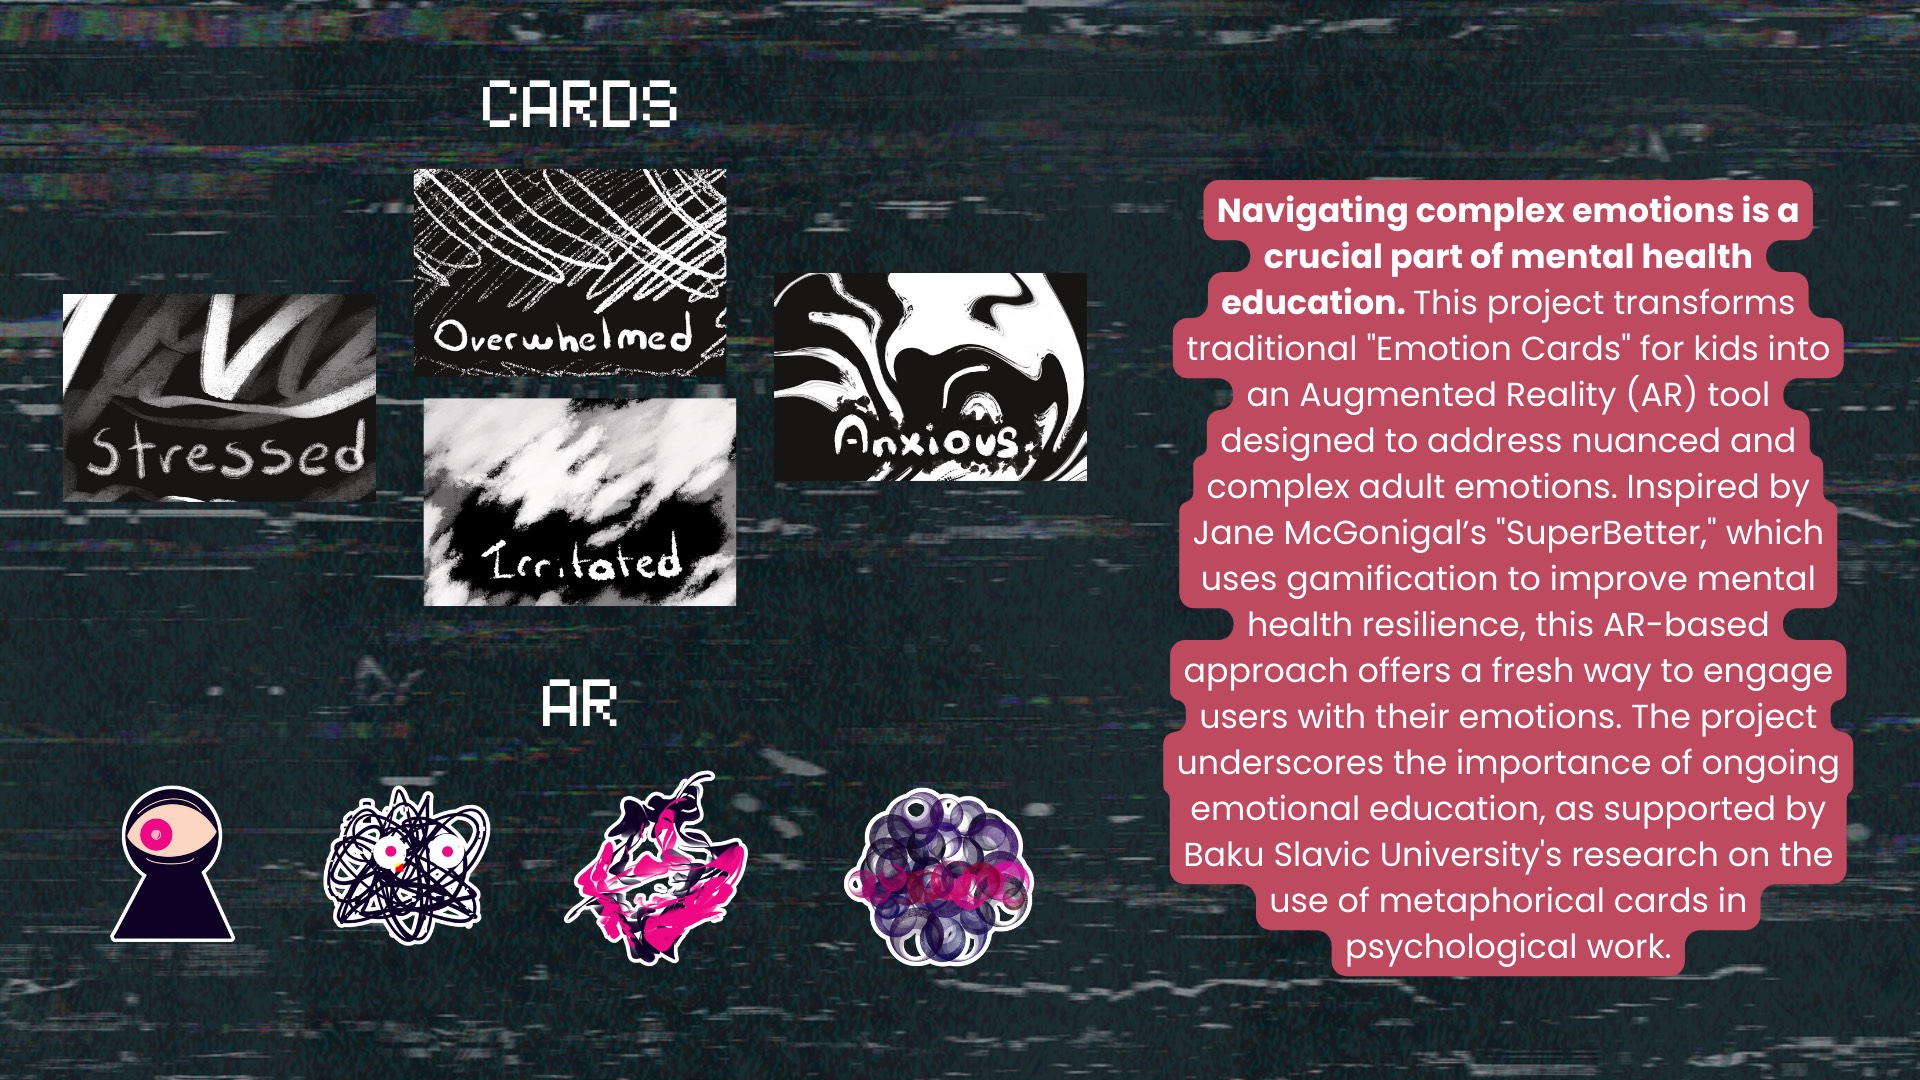 CARDS
Overwhelmed
Stressed
Anxious
Irritated
AR
Navigating complex emotions is a
crucial part of mental health
education. This project transforms
traditional "Emotion Cards" for kids into
an Augmented Reality (AR) tool
designed to address nuanced and
complex adult emotions. Inspired by
Jane McGonigal’s "SuperBetter," which
uses gamification to improve mental
health resilience, this AR-based
approach offers a fresh way to engage
users with their emotions. The project
underscores the importance of ongoing
emotional education, as supported by
Baku Slavic University's research on the
use of metaphorical cards in
psychological work.